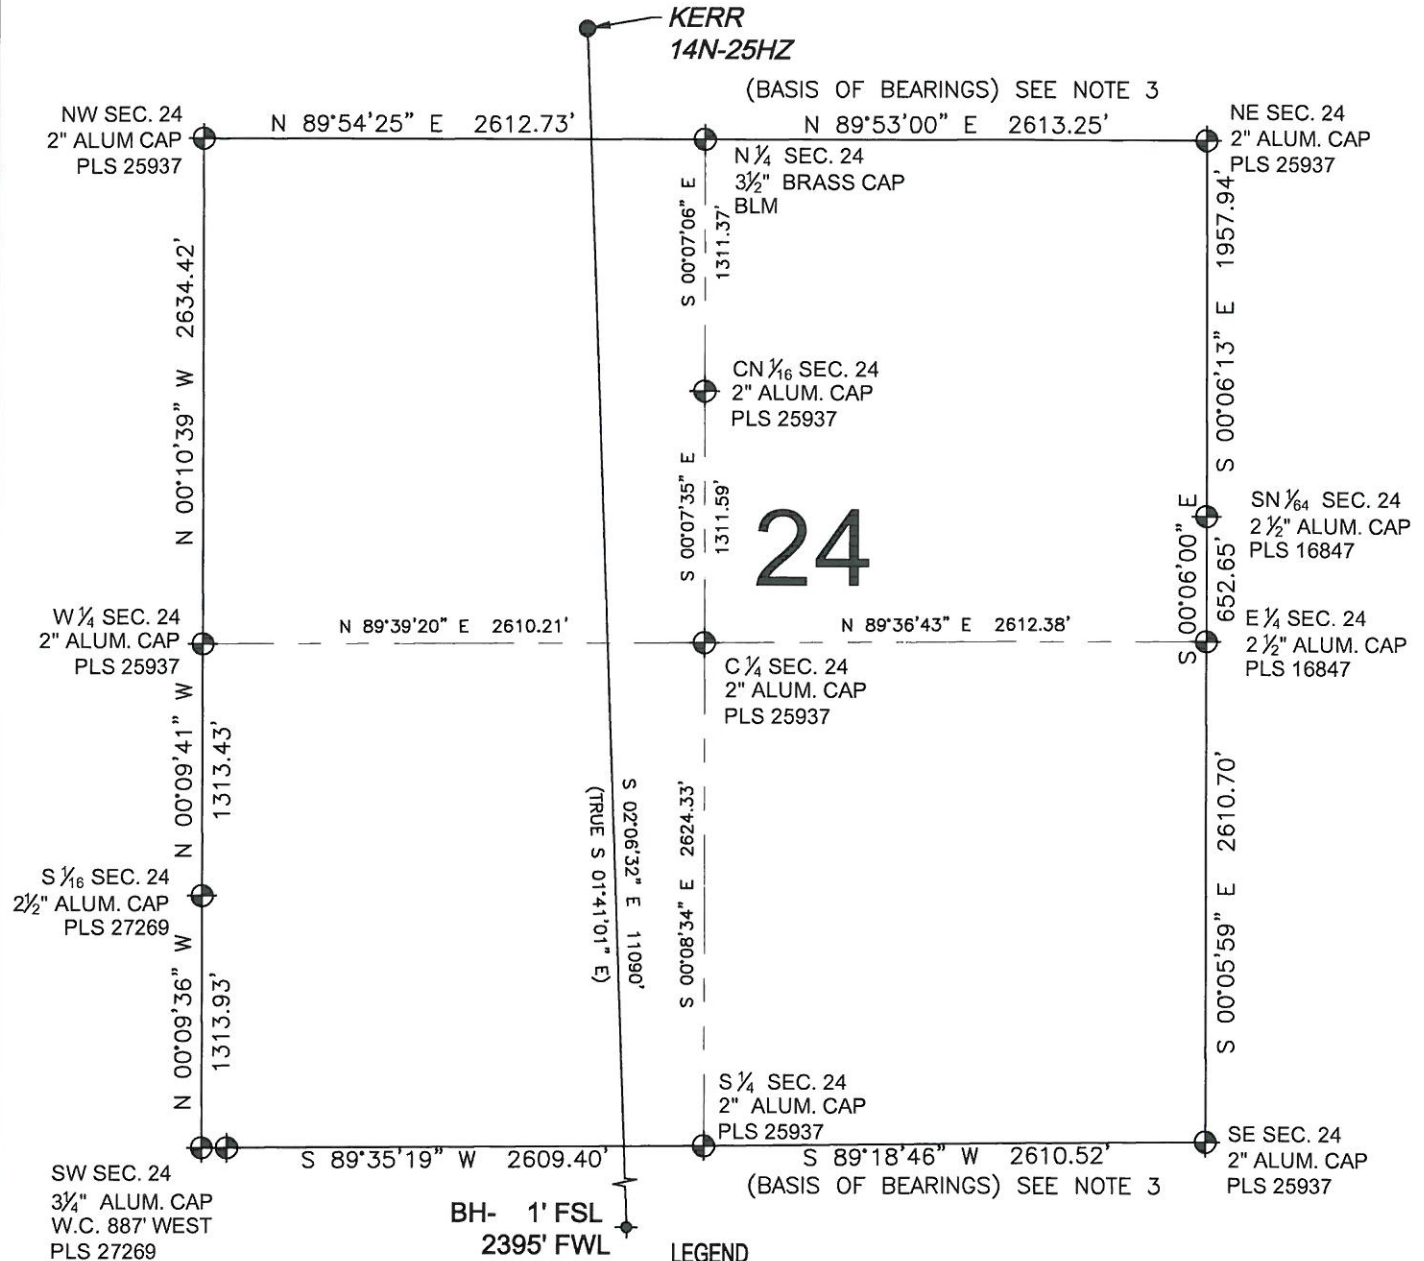 KERR
14N-25HZ
(BASIS OF BEARINGS) SEE NOTE 3
NW SEC. 24
2" ALUM CAP
PLS 25937
N 89°54'25" E 2612.73'
N 89°53'00" E 2613.25'
NE SEC. 24
2" ALUM. CAP
PLS 25937
N ¼ SEC. 24
3½" BRASS CAP
BLM
N 00°10'39" W 2634.42'
S 00°07'06" E
1311.37'
S 00°06'13" E 1957.94'
CN 1⁄16 SEC. 24
2" ALUM. CAP
PLS 25937
S 00°07'35" E
1311.59'
24
SN 1⁄64 SEC. 24
2 ½" ALUM. CAP
PLS 16847
S 00°06'00" E
652.65'
W ¼ SEC. 24
2" ALUM. CAP
PLS 25937
N 89°39'20" E 2610.21'
N 89°36'43" E 2612.38'
E ¼ SEC. 24
2 ½" ALUM. CAP
PLS 16847
C ¼ SEC. 24
2" ALUM. CAP
PLS 25937
N 00°09'41" W
1313.43'
S 02°06'32" E 11090'
(TRUE S 01°41'01" E)
S 00°08'34" E 2624.33'
S 00°05'59" E 2610.70'
S 1⁄16 SEC. 24
2½" ALUM. CAP
PLS 27269
N 00°09'36" W
1313.93'
S ¼ SEC. 24
2" ALUM. CAP
PLS 25937
S 89°35'19" W 2609.40'
S 89°18'46" W 2610.52'
(BASIS OF BEARINGS) SEE NOTE 3
SE SEC. 24
2" ALUM. CAP
PLS 25937
SW SEC. 24
3¼" ALUM. CAP
W.C. 887' WEST
PLS 27269
BH- 1' FSL
2395' FWL
LEGEND